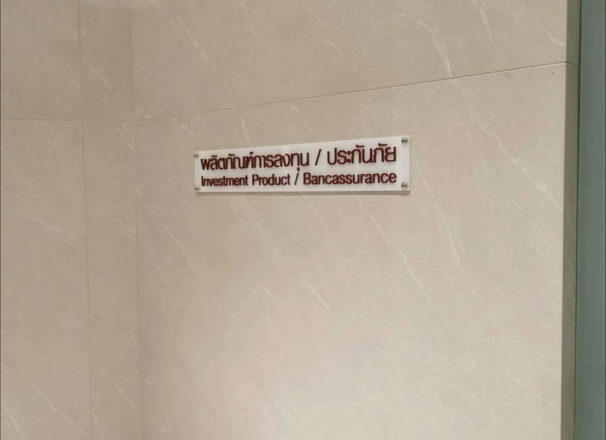 ผลิตภัณฑ์การลงทุน / ประกันภัย
Investment Product / Bancassurance